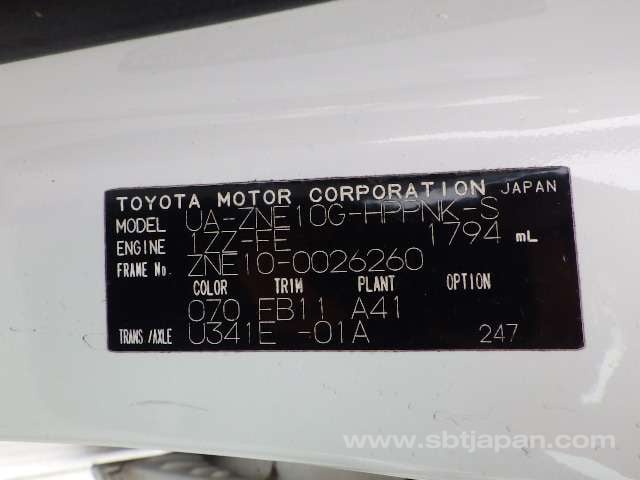 TOYOTA MOTOR CORPORATION JAPAN
MODEL UA-ZNE10G-HPPNK-S
ENGINE 1ZZ-FE 1794 mL
FRAME No. ZNE10-0026260
COLOR TRIM PLANT OPTION
070 FB11 A41
TRANS./AXLE U341E -01A 247
www.sbtjapan.com